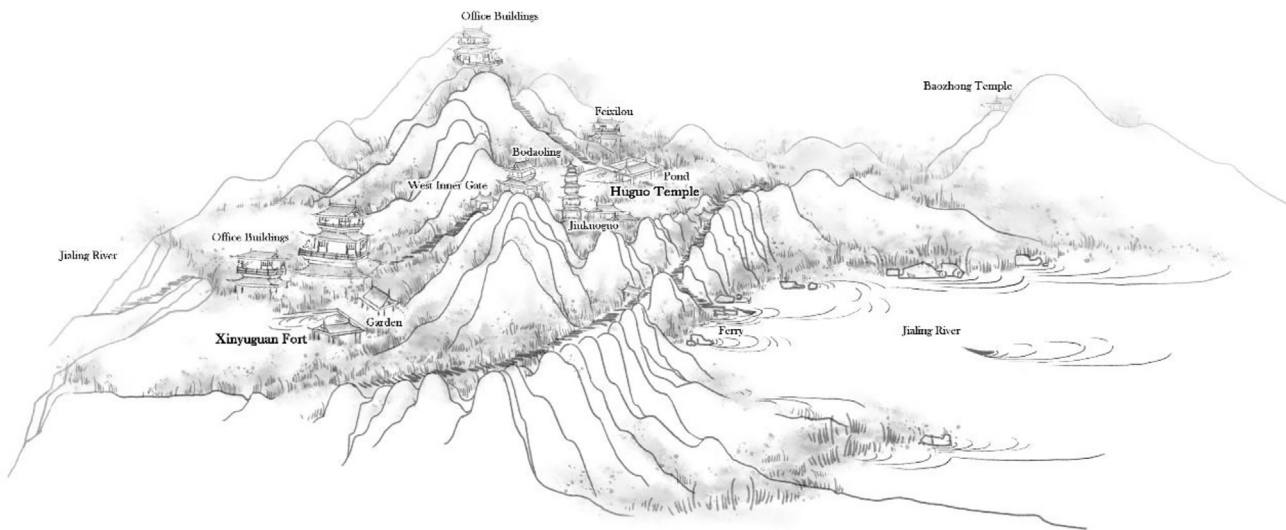 Office Buildings
Baozhong Temple
Feixilou
Bodaoling
Pond
West Inner Gate
Huguo Temple
Jiukuoguo
Office Buildings
Jialing River
Garden
Xinyuguan Fort
Ferry
Jialing River